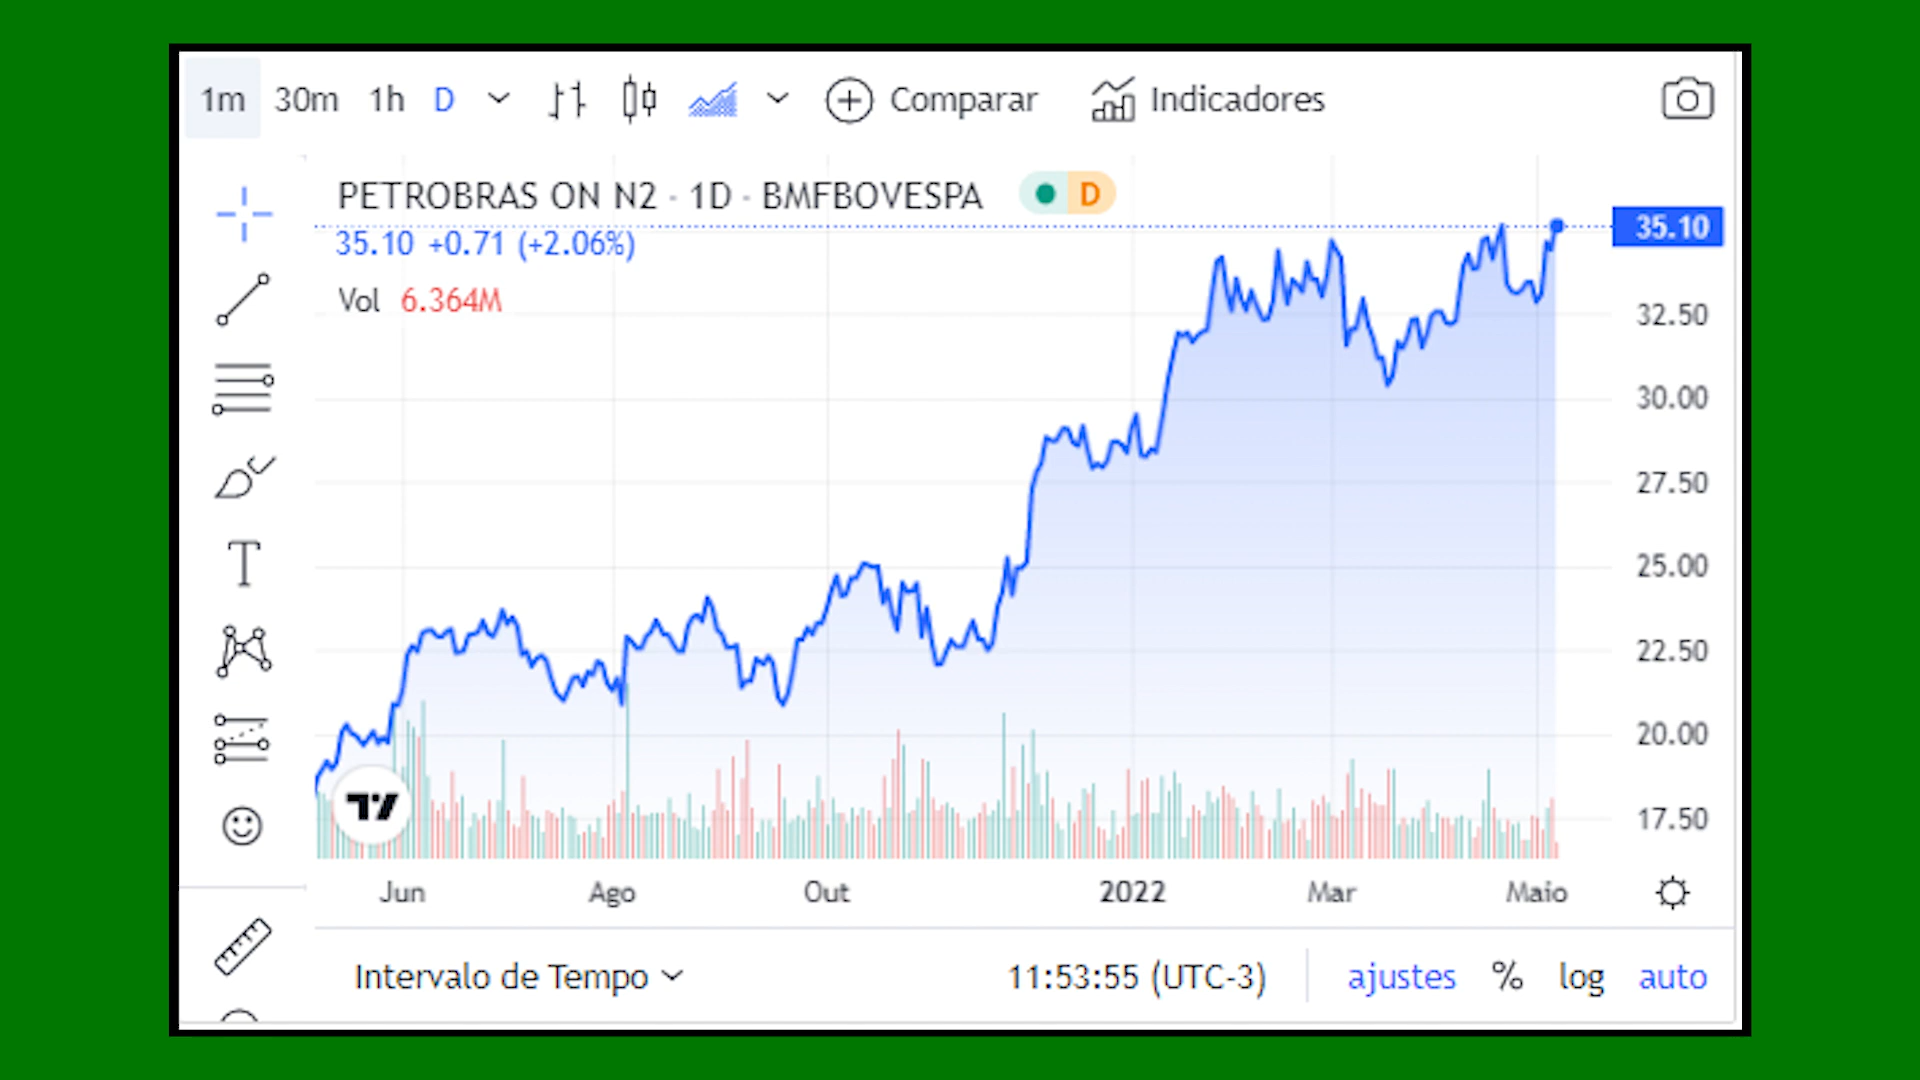 1m 30m 1h D Comparar Indicadores
PETROBRAS ON N2 · 1D · BMFBOVESPA D
35.10 +0.71 (+2.06%)
Vol 6.364M
35.10
32.50
30.00
27.50
25.00
22.50
20.00
17.50
Jun Ago Out 2022 Mar Maio
Intervalo de Tempo 11:53:55 (UTC-3) ajustes % log auto